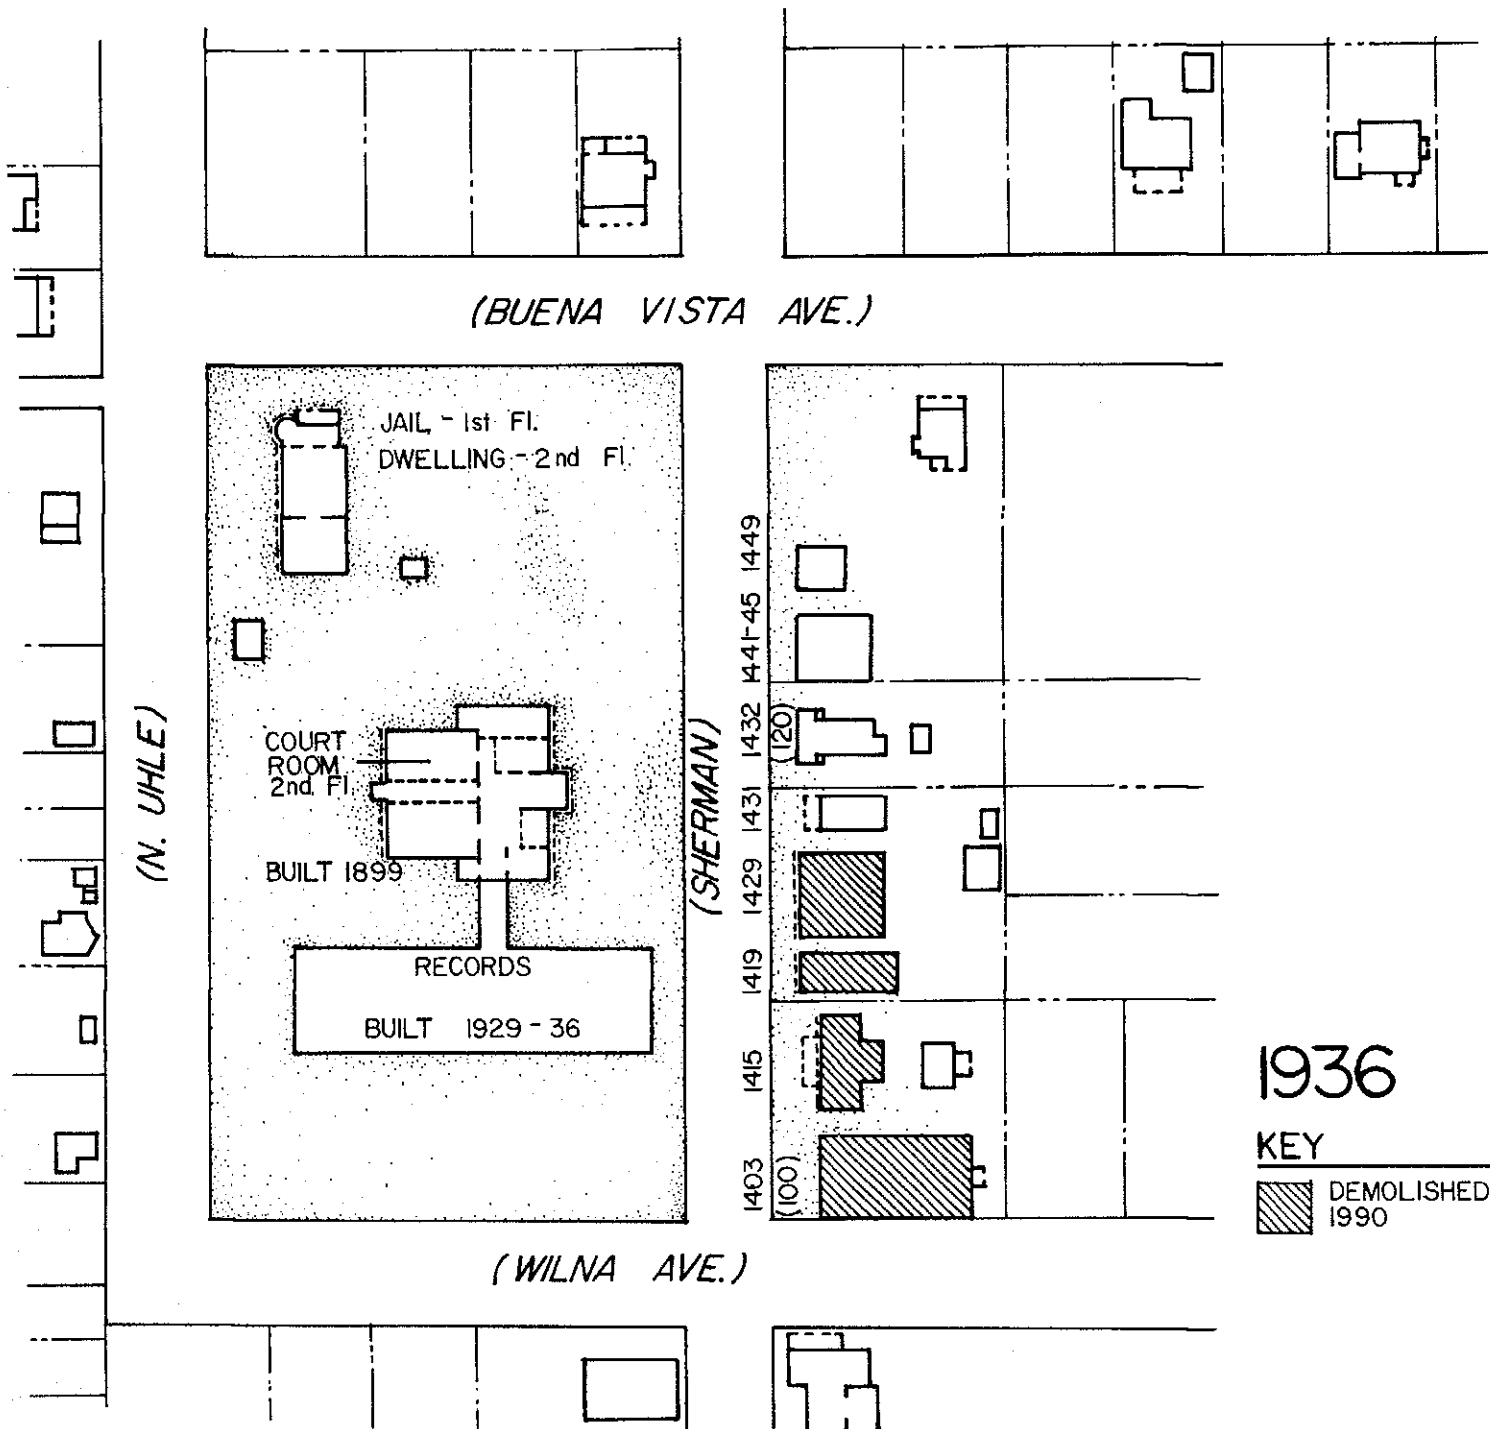 (BUENA VISTA AVE.)
JAIL, - 1st Fl.
DWELLING - 2nd Fl.
1449
1441-45
1432
(120)
1431
1429
1419
1415
1403
(100)
(N. UHLE)
(SHERMAN)
COURT
ROOM
2nd. Fl
BUILT 1899
RECORDS
BUILT 1929-36
(WILNA AVE.)
1936
KEY
DEMOLISHED
1990